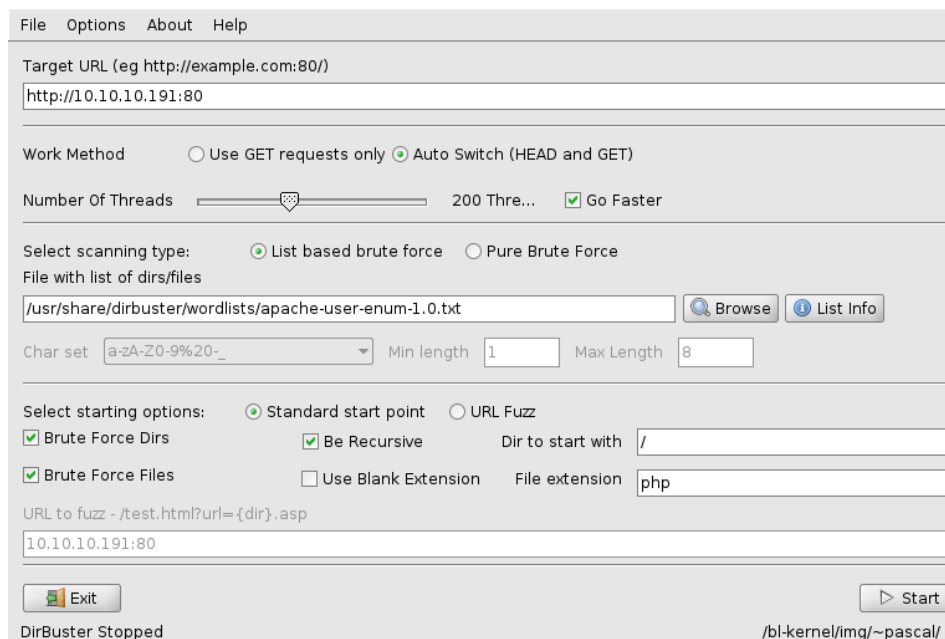 File Options About Help
Target URL (eg http://example.com:80/)
http://10.10.10.191:80
Work Method Use GET requests only Auto Switch (HEAD and GET)
Number Of Threads 200 Thre... Go Faster
Select scanning type: List based brute force Pure Brute Force
File with list of dirs/files
/usr/share/dirbuster/wordlists/apache-user-enum-1.0.txt Browse List Info
Char set a-zA-Z0-9%20-_ Min length 1 Max Length 8
Select starting options: Standard start point URL Fuzz
Brute Force Dirs Be Recursive Dir to start with /
Brute Force Files Use Blank Extension File extension php
URL to fuzz - /test.html?url={dir}.asp
10.10.10.191:80
Exit Start
DirBuster Stopped /bl-kernel/img/~pascal/